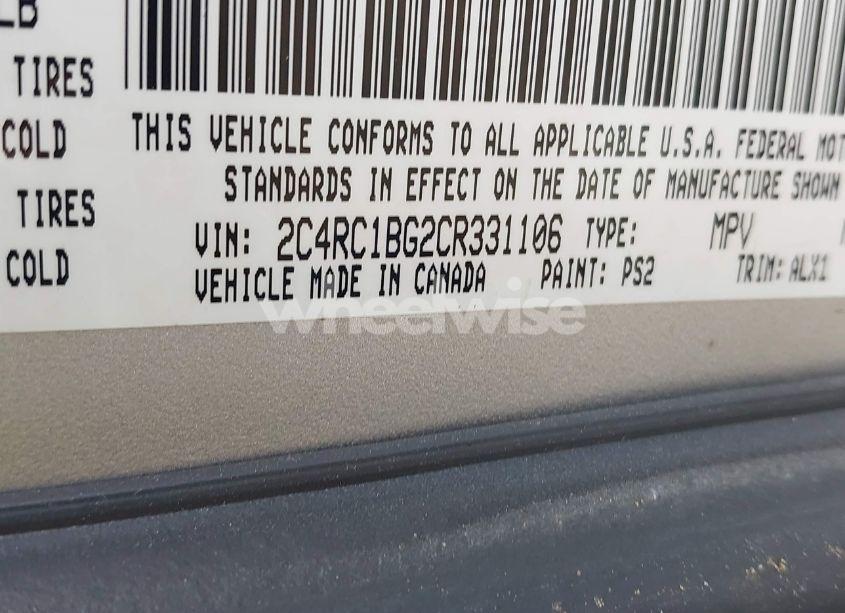 LB
TIRES
COLD
THIS VEHICLE CONFORMS TO ALL APPLICABLE U.S.A. FEDERAL MOT
STANDARDS IN EFFECT ON THE DATE OF MANUFACTURE SHOWN
TIRES
VIN: 2C4RC1BG2CR331106 TYPE: MPV
COLD
VEHICLE MADE IN CANADA PAINT: PS2 TRIM: ALX1
wheelwise